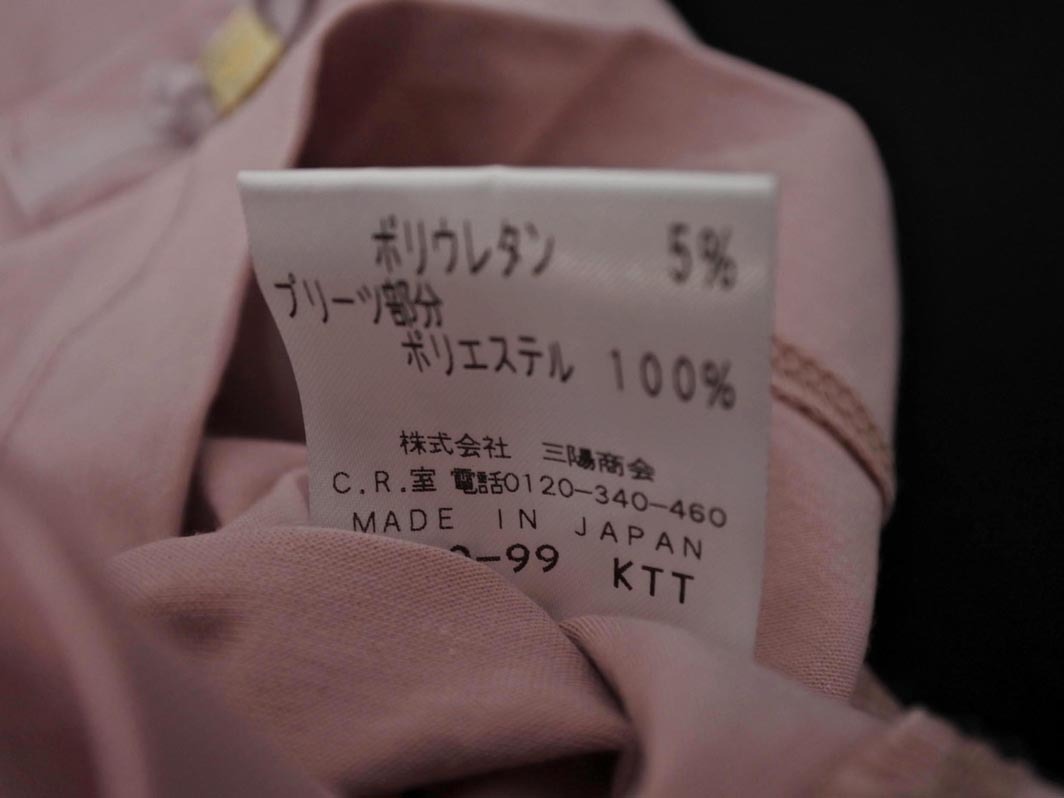 ポリウレタン 5%
プリーツ部分
ポリエステル 100%
株式会社 三陽商会
C.R.室 電話0120-340-460
MADE IN JAPAN
-99 KTT